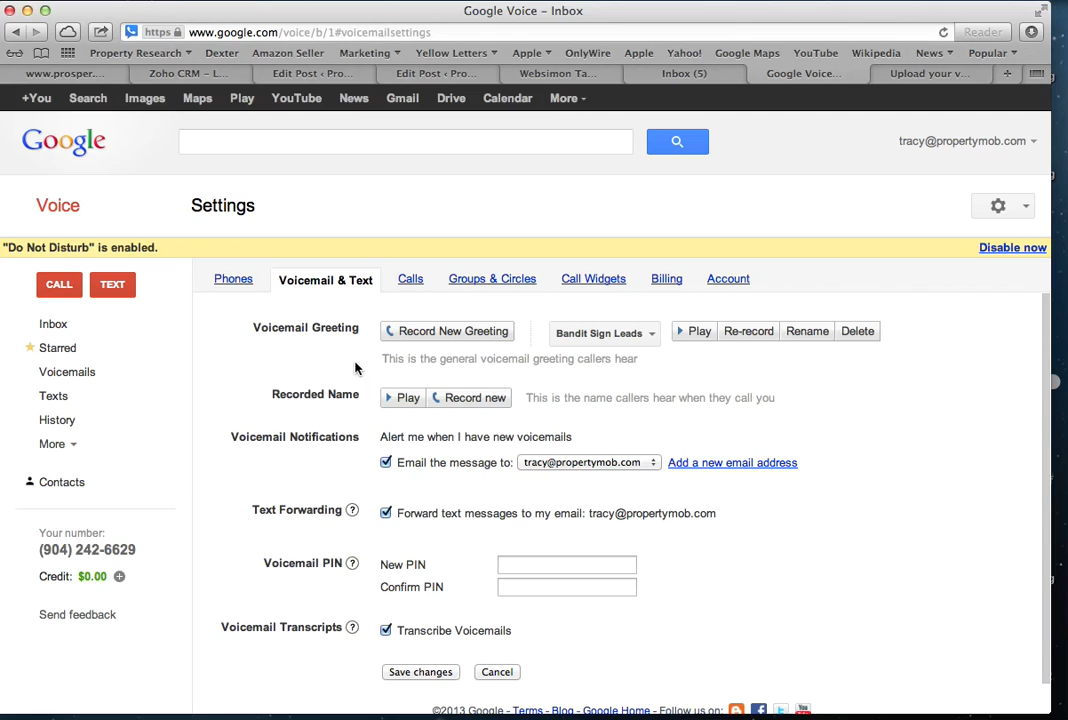 Google Voice – Inbox
https www.google.com/voice/b/1#voicemailsettings Reader
Property Research Dexter Amazon Seller Marketing Yellow Letters Apple OnlyWire Apple Yahoo! Google Maps YouTube Wikipedia News Popular
www.prosper.... Zoho CRM – L... Edit Post ‹ Pro... Edit Post ‹ Pro... Websimon Ta... Inbox (5) Google Voice... Upload your v... +
+You Search Images Maps Play YouTube News Gmail Drive Calendar More
Google tracy@propertymob.com
Voice Settings
"Do Not Disturb" is enabled. Disable now
CALL TEXT Phones Voicemail & Text Calls Groups & Circles Call Widgets Billing Account
Inbox
Starred
Voicemails
Texts
History
More
Contacts
Your number:
(904) 242-6629
Credit: $0.00
Send feedback
Voicemail Greeting Record New Greeting Bandit Sign Leads Play Re-record Rename Delete
This is the general voicemail greeting callers hear
Recorded Name Play Record new This is the name callers hear when they call you
Voicemail Notifications Alert me when I have new voicemails
Email the message to: tracy@propertymob.com Add a new email address
Text Forwarding ? Forward text messages to my email: tracy@propertymob.com
Voicemail PIN ? New PIN
Confirm PIN
Voicemail Transcripts ? Transcribe Voicemails
Save changes Cancel
©2013 Google - Terms - Blog - Google Home - Follow us on: